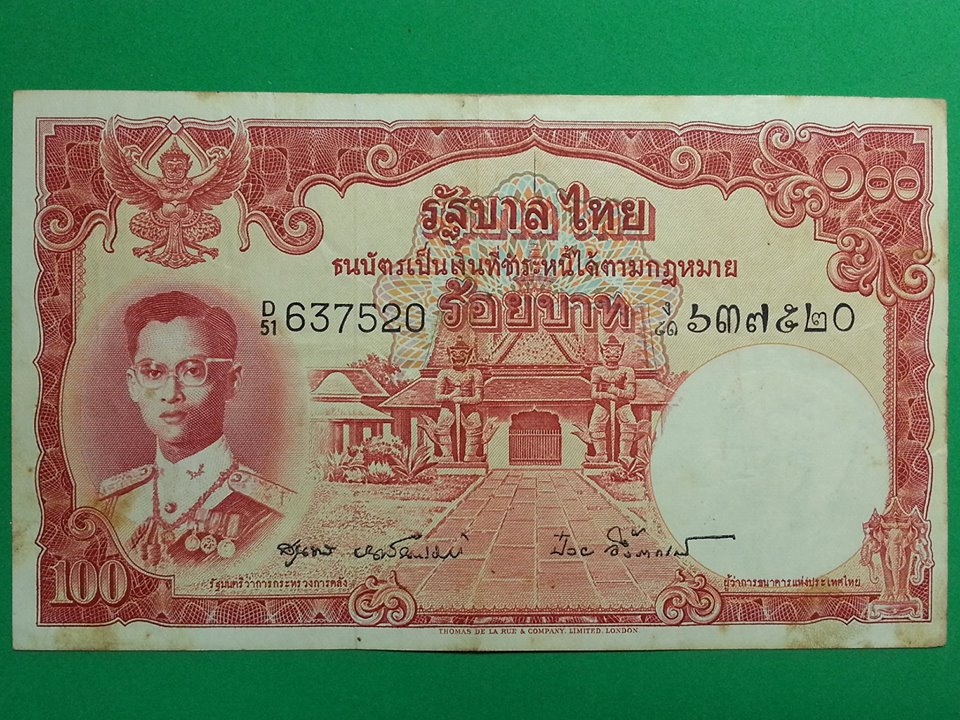 ๑๐๐
รัฐบาลไทย
ธนบัตรเป็นเงินที่ชำระหนี้ได้ตามกฎหมาย
D/51 637520 ร้อยบาท ง/๕๑ ๖๓๗๕๒๐
รัฐมนตรีว่าการกระทรวงการคลัง ผู้ว่าการธนาคารแห่งประเทศไทย
100
THOMAS DE LA RUE & COMPANY, LIMITED, LONDON.